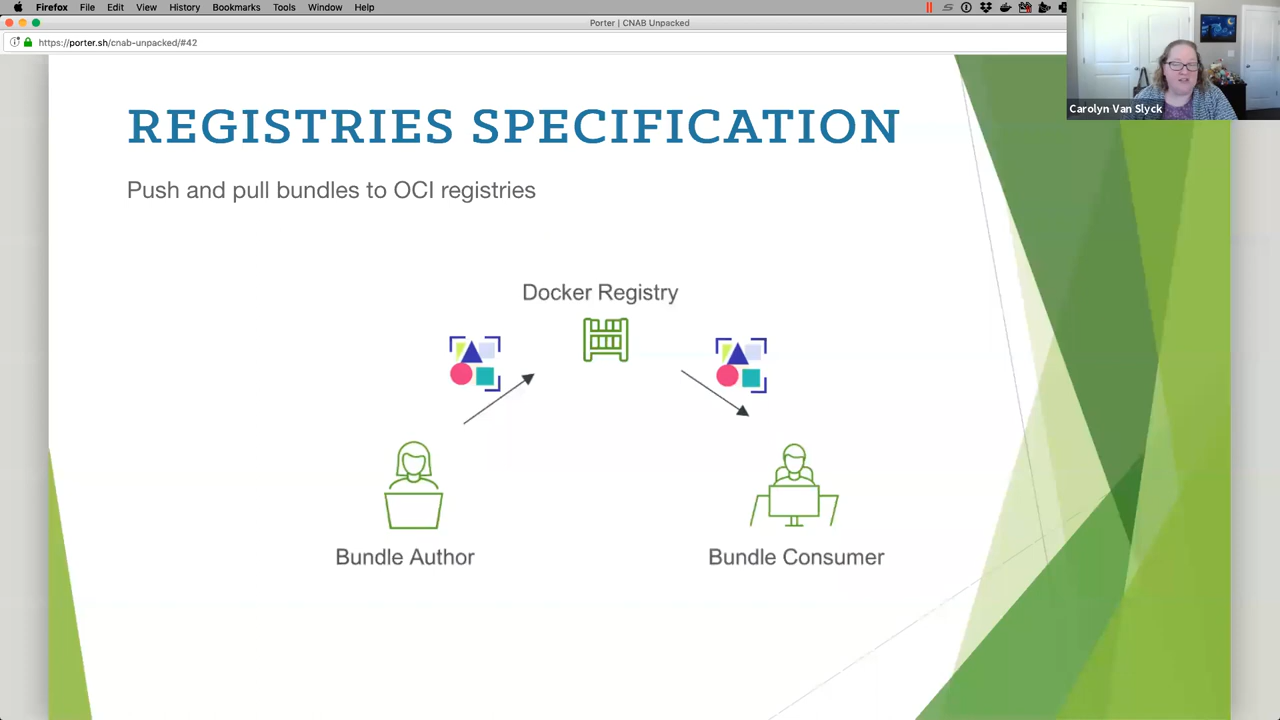 Firefox File Edit View History Bookmarks Tools Window Help
Porter | CNAB Unpacked
https://porter.sh/cnab-unpacked/#42
Carolyn Van Slyck
REGISTRIES SPECIFICATION
Push and pull bundles to OCI registries
Docker Registry
Bundle Author
Bundle Consumer